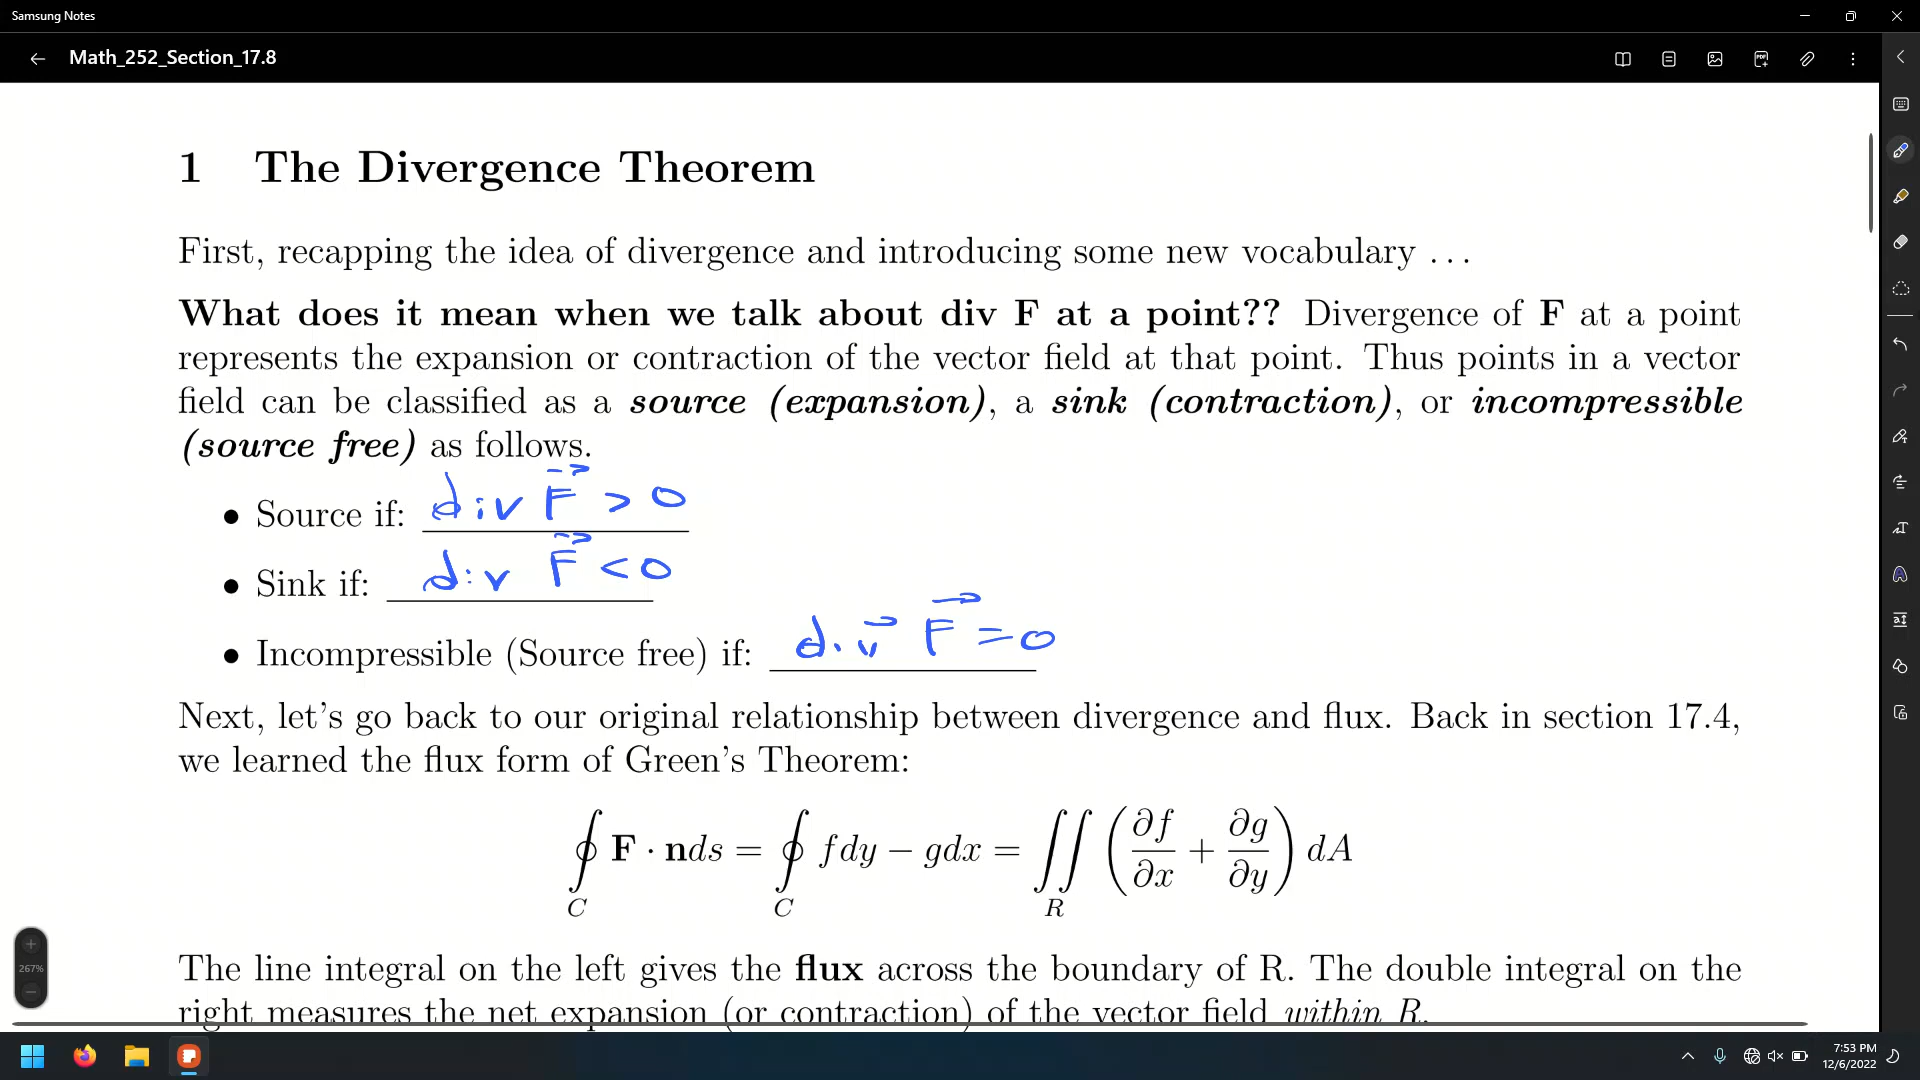 Samsung Notes
Math_252_Section_17.8
1 The Divergence Theorem
First, recapping the idea of divergence and introducing some new vocabulary ...
What does it mean when we talk about div F at a point?? Divergence of F at a point
represents the expansion or contraction of the vector field at that point. Thus points in a vector
field can be classified as a source (expansion), a sink (contraction), or incompressible
(source free) as follows.
• Source if: div F⃗ > 0
• Sink if: div F⃗ < 0
• Incompressible (Source free) if: div⃗ F⃗ = 0
Next, let's go back to our original relationship between divergence and flux. Back in section 17.4,
we learned the flux form of Green's Theorem:
∮_C F · nds = ∮_C fdy − gdx = ∬_R (∂f/∂x + ∂g/∂y) dA
The line integral on the left gives the flux across the boundary of R. The double integral on the
right measures the net expansion (or contraction) of the vector field within R.
267%
7:53 PM
12/6/2022